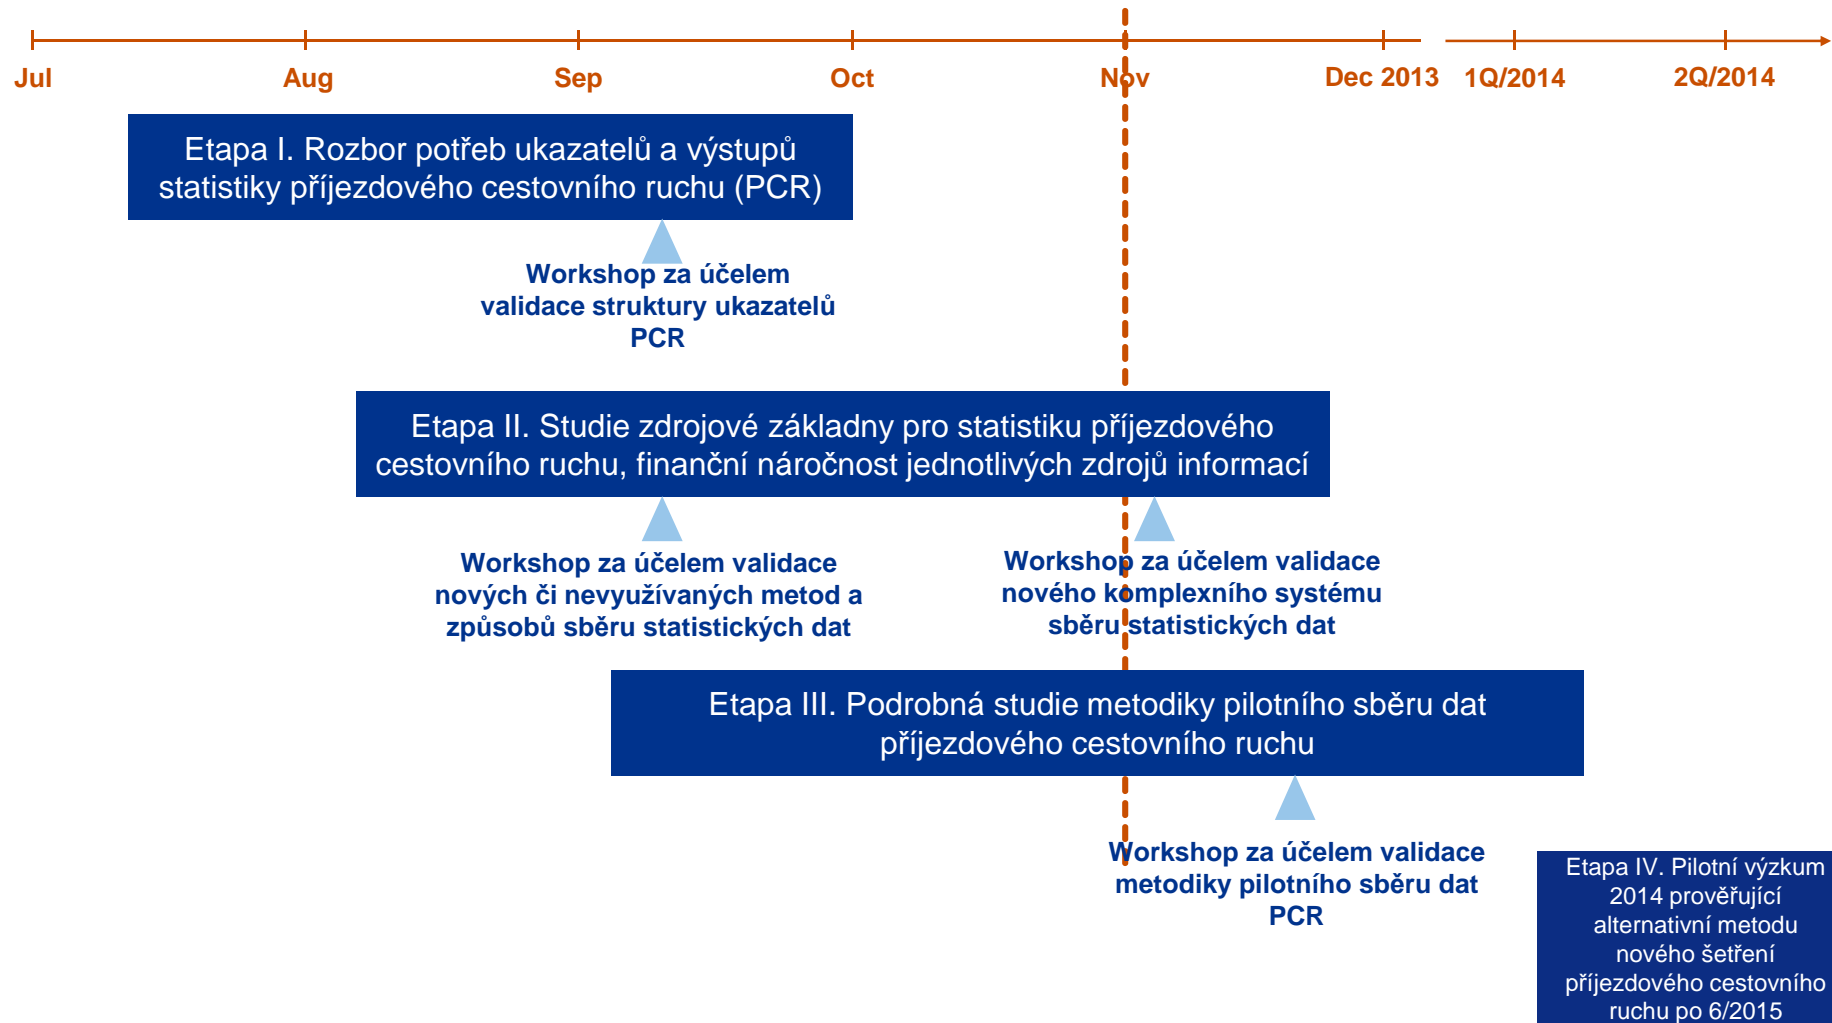 Jul
Aug
Sep
Oct
Nov
Dec 2013
1Q/2014
2Q/2014
Etapa I. Rozbor potřeb ukazatelů a výstupů
statistiky příjezdového cestovního ruchu (PCR)
Workshop za účelem
validace struktury ukazatelů
PCR
Etapa II. Studie zdrojové základny pro statistiku příjezdového
cestovního ruchu, finanční náročnost jednotlivých zdrojů informací
Workshop za účelem validace
nových či nevyužívaných metod a
způsobů sběru statistických dat
Workshop za účelem validace
nového komplexního systému
sběru statistických dat
Etapa III. Podrobná studie metodiky pilotního sběru dat
příjezdového cestovního ruchu
Workshop za účelem validace
metodiky pilotního sběru dat
PCR
Etapa IV. Pilotní výzkum
2014 prověřující
alternativní metodu
nového šetření
příjezdového cestovního
ruchu po 6/2015